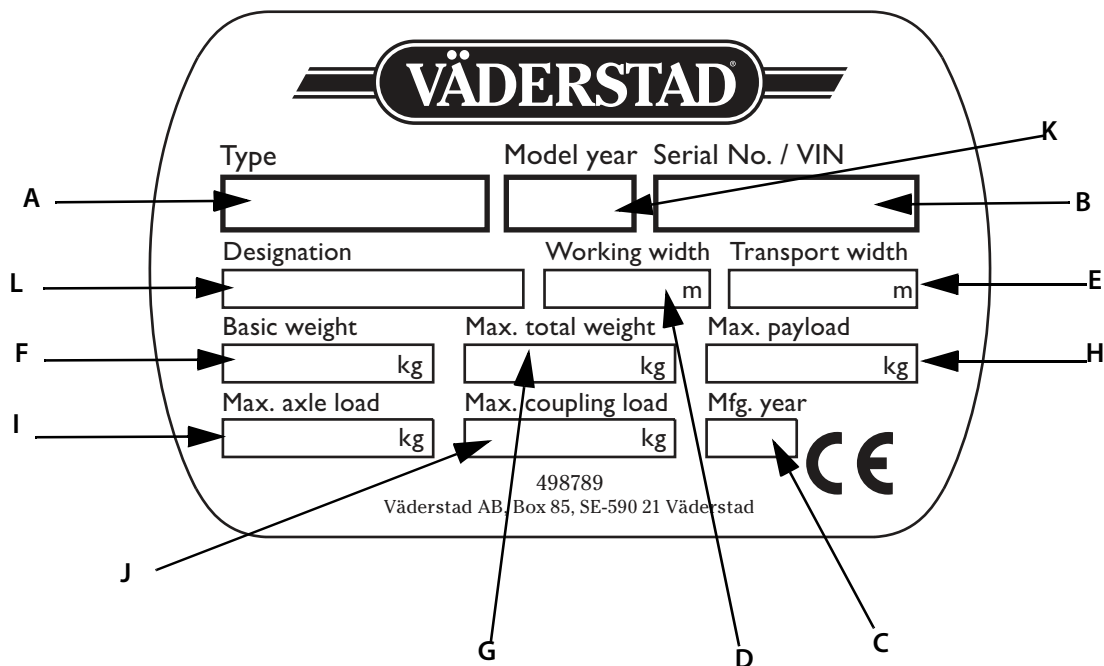 VÄDERSTAD®
K
Type Model year Serial No. / VIN
A B
Designation Working width Transport width
L m m E
Basic weight Max. total weight Max. payload
F kg kg kg H
Max. axle load Max. coupling load Mfg. year
I kg kg CE
498789
Väderstad AB, Box 85, SE-590 21 Väderstad
J G D C